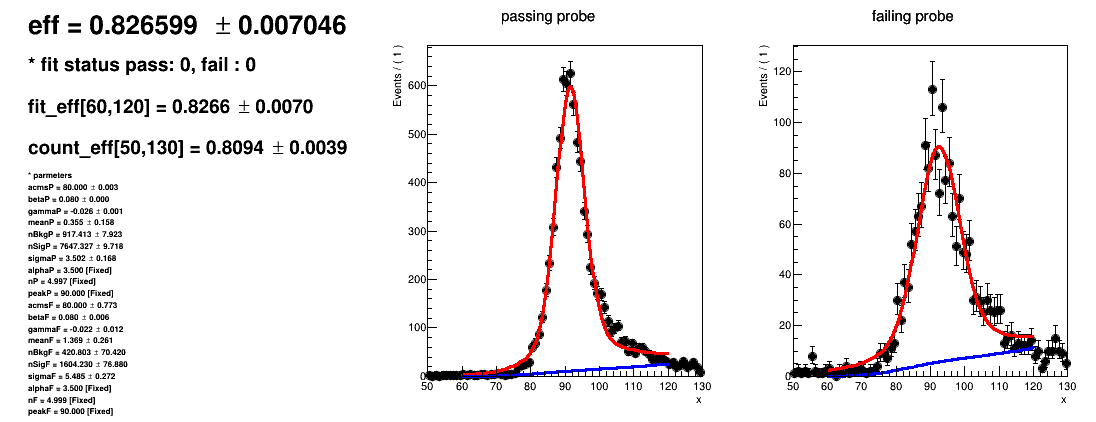 eff = 0.826599 ± 0.007046
* fit status pass: 0, fail : 0
fit_eff[60,120] = 0.8266 ± 0.0070
count_eff[50,130] = 0.8094 ± 0.0039
* parmeters
acmsP = 80.000 ± 0.003
betaP = 0.080 ± 0.000
gammaP = -0.026 ± 0.001
meanP = 0.355 ± 0.158
nBkgP = 917.413 ± 7.923
nSigP = 7647.327 ± 9.718
sigmaP = 3.502 ± 0.168
alphaP = 3.500 [Fixed]
nP = 4.997 [Fixed]
peakP = 90.000 [Fixed]
acmsF = 80.000 ± 0.773
betaF = 0.080 ± 0.006
gammaF = -0.022 ± 0.012
meanF = 1.369 ± 0.261
nBkgF = 420.803 ± 70.420
nSigF = 1604.230 ± 76.880
sigmaF = 5.485 ± 0.272
alphaF = 3.500 [Fixed]
nF = 4.999 [Fixed]
peakF = 90.000 [Fixed]
passing probe
Events / ( 1 )
600
500
400
300
200
100
0
50 60 70 80 90 100 110 120 130
x
failing probe
Events / ( 1 )
120
100
80
60
40
20
0
50 60 70 80 90 100 110 120 130
x